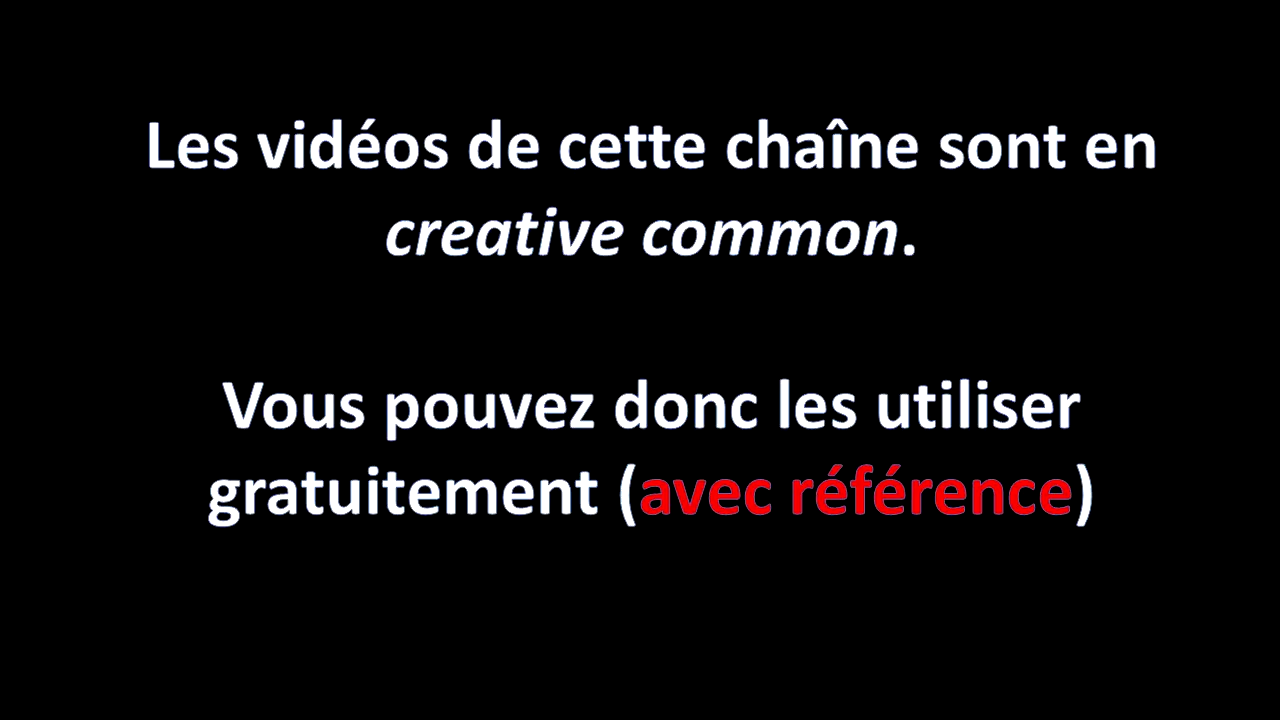 Les vidéos de cette chaîne sont en
creative common.
Vous pouvez donc les utiliser
gratuitement (avec référence)